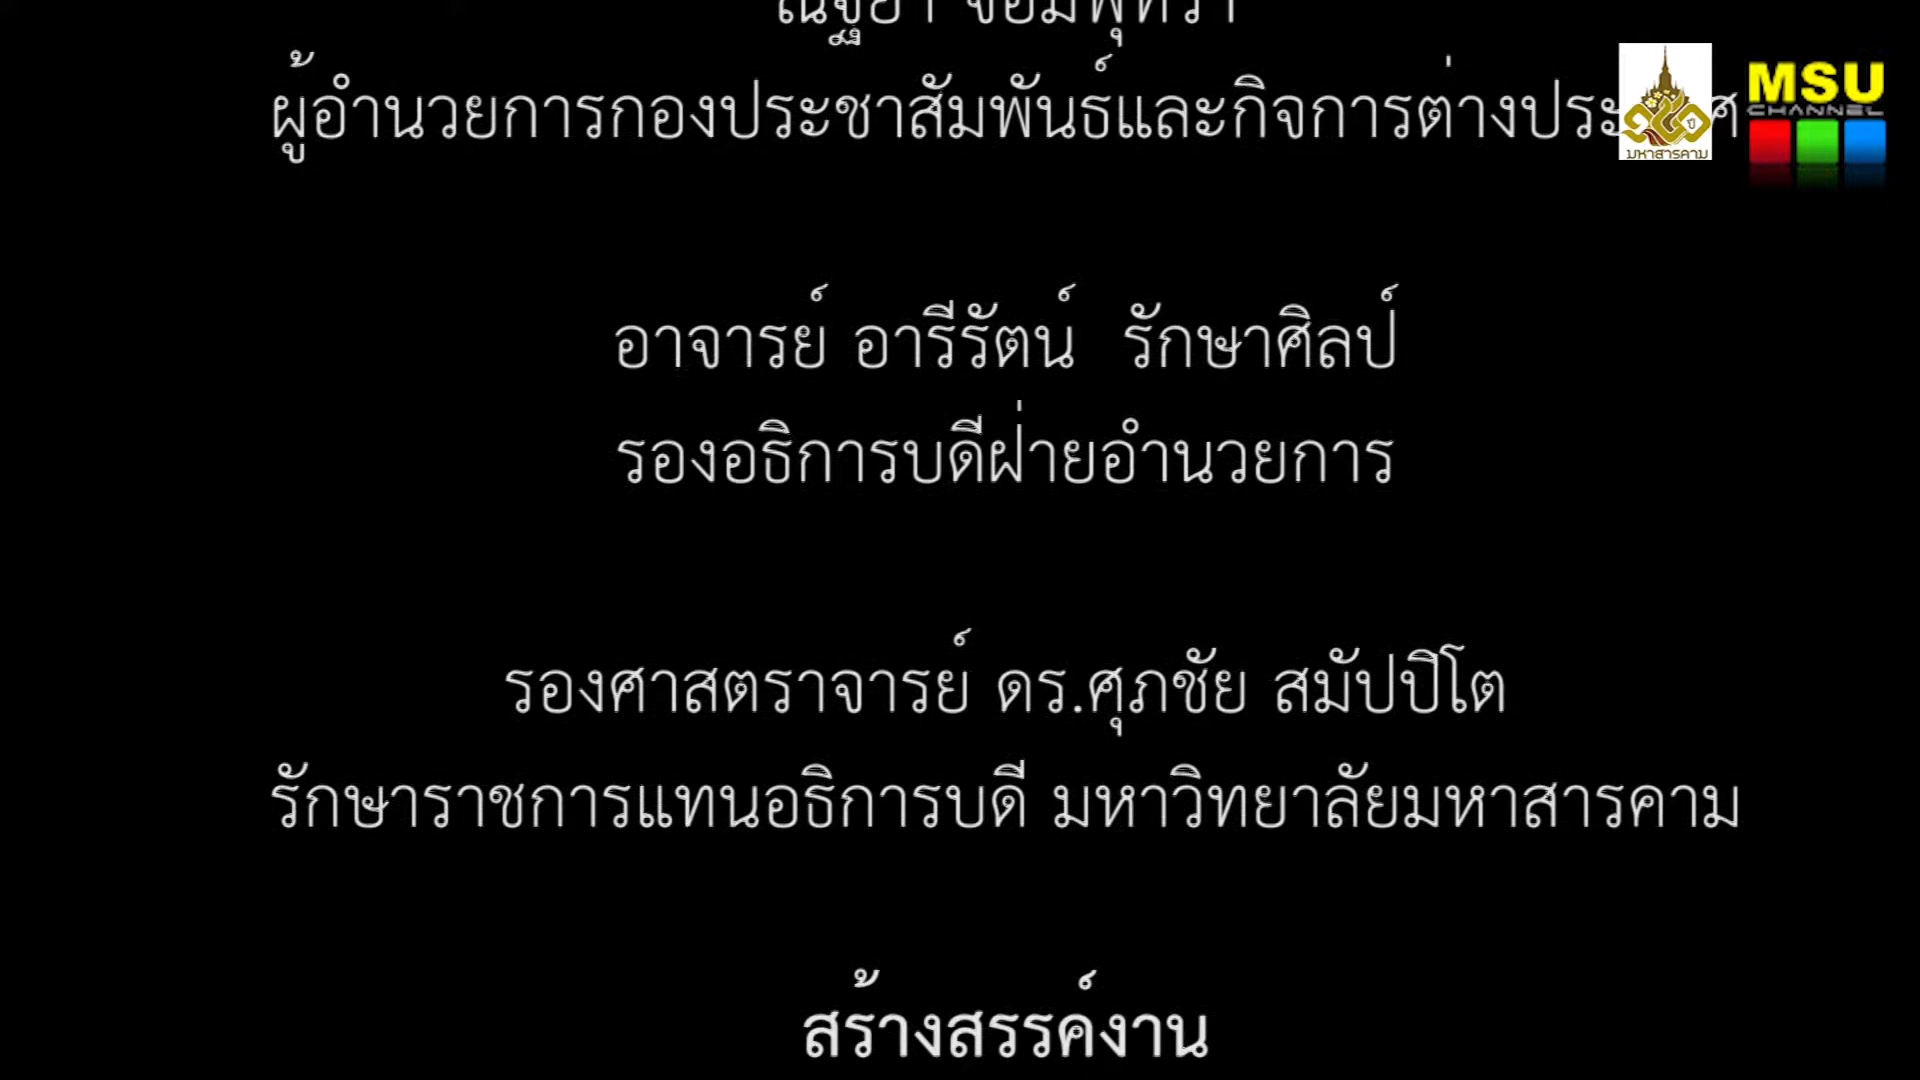 ผู้อำนวยการกองประชาสัมพันธ์และกิจการต่างประ ศ
อาจารย์ อารีรัตน์ รักษาศิลป์
รองอธิการบดีฝ่ายอำนวยการ
รองศาสตราจารย์ ดร.ศุภชัย สมัปปิโต
รักษาราชการแทนอธิการบดี มหาวิทยาลัยมหาสารคาม
สร้างสรรค์งาน
มหาสารคาม
MSU
CHANNEL